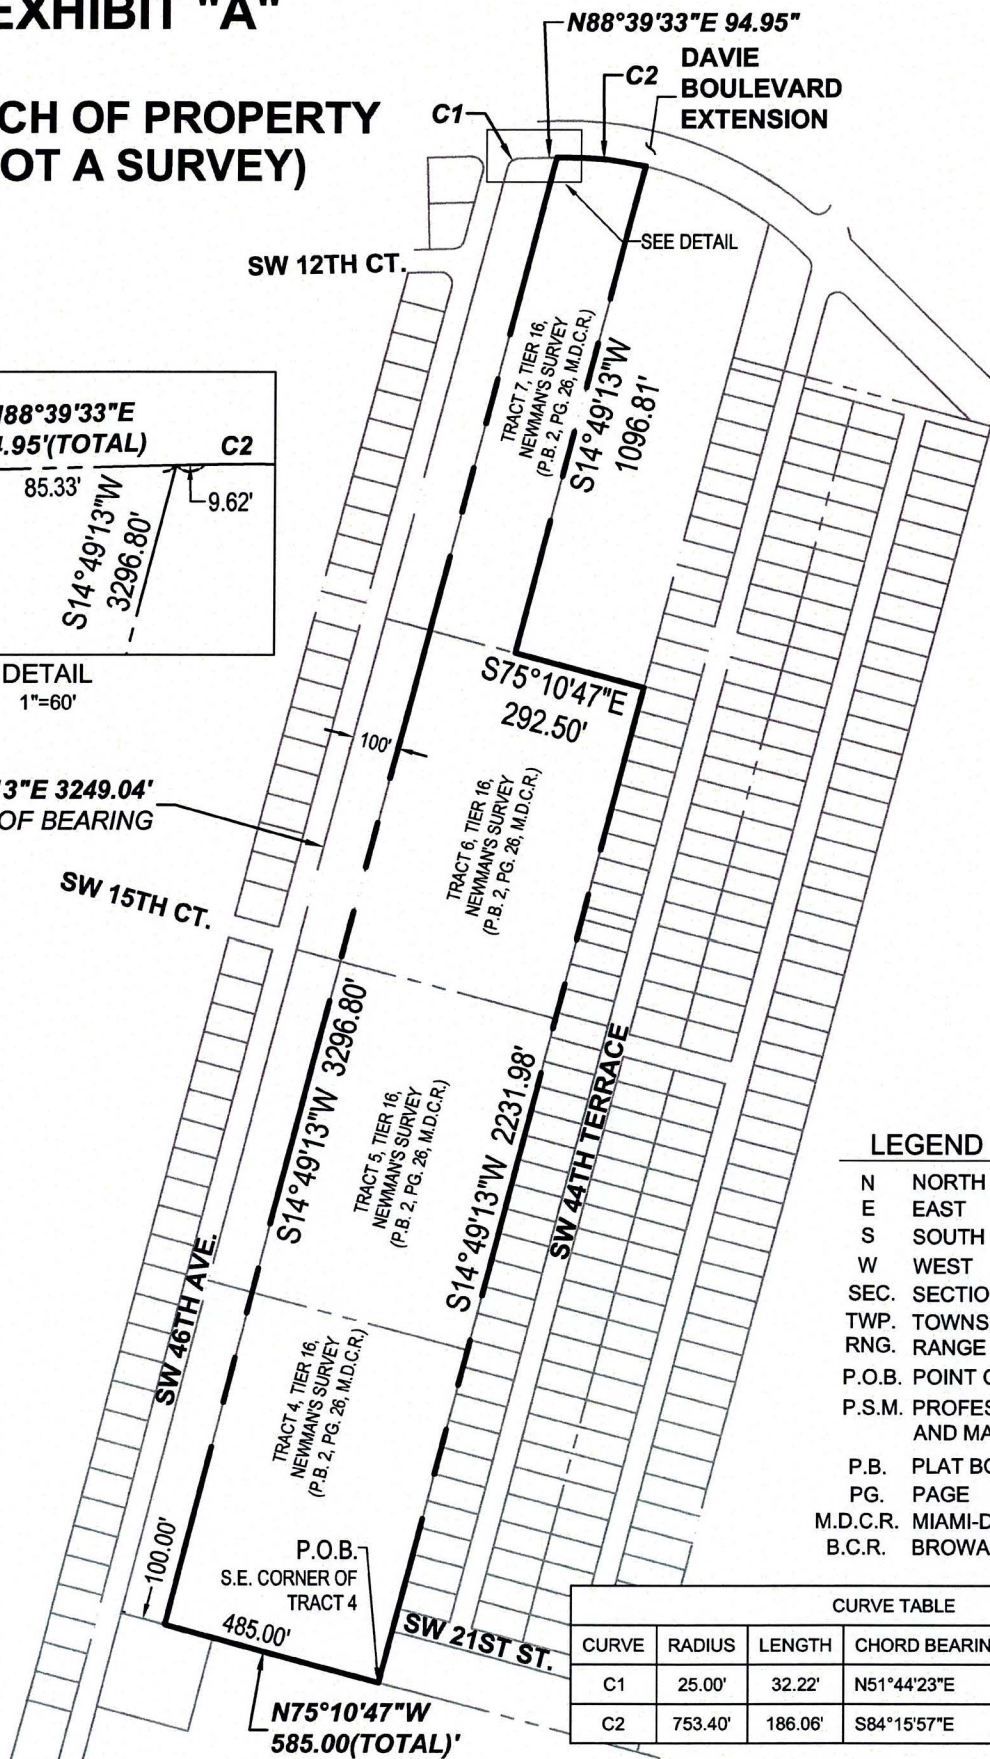 EXHIBIT "A"
N88°39'33"E 94.95"
C2
DAVIE
BOULEVARD
EXTENSION
C1
CH OF PROPERTY
OT A SURVEY)
SEE DETAIL
SW 12TH CT.
TRACT 7, TIER 16,
NEWMAN'S SURVEY
(P.B. 2, PG. 26, M.D.C.R.)
S14°49'13"W
1096.81'
88°39'33"E
.95'(TOTAL)
C2
85.33'
9.62'
S14°49'13"W
3296.80'
DETAIL
1"=60'
S75°10'47"E
292.50'
100'
3"E 3249.04'
OF BEARING
TRACT 6, TIER 16,
NEWMAN'S SURVEY
(P.B. 2, PG. 26, M.D.C.R.)
SW 15TH CT.
S14°49'13"W 3296.80'
TRACT 5, TIER 16,
NEWMAN'S SURVEY
(P.B. 2, PG. 26, M.D.C.R.)
S14°49'13"W 2231.98'
SW 44TH TERRACE
SW 46TH AVE.
TRACT 4, TIER 16,
NEWMAN'S SURVEY
(P.B. 2, PG. 26, M.D.C.R.)
100.00'
P.O.B.
S.E. CORNER OF
TRACT 4
485.00'
SW 21ST ST.
N75°10'47"W
585.00(TOTAL)'
LEGEND
N NORTH
E EAST
S SOUTH
W WEST
SEC. SECTIO
TWP. TOWNS
RNG. RANGE
P.O.B. POINT O
P.S.M. PROFES
AND MA
P.B. PLAT BO
PG. PAGE
M.D.C.R. MIAMI-D
B.C.R. BROWA
CURVE TABLE
CURVE RADIUS LENGTH CHORD BEARIN
C1 25.00' 32.22' N51°44'23"E
C2 753.40' 186.06' S84°15'57"E